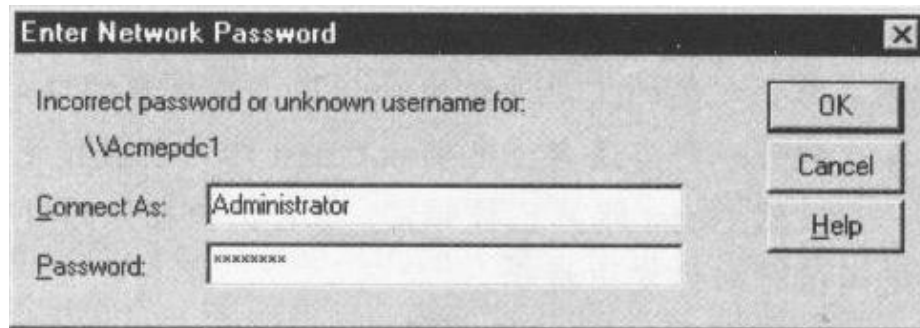 Enter Network Password
Incorrect password or unknown username for:
\\Acmepdc1
OK
Cancel
Connect As: Administrator
Help
Password: ********